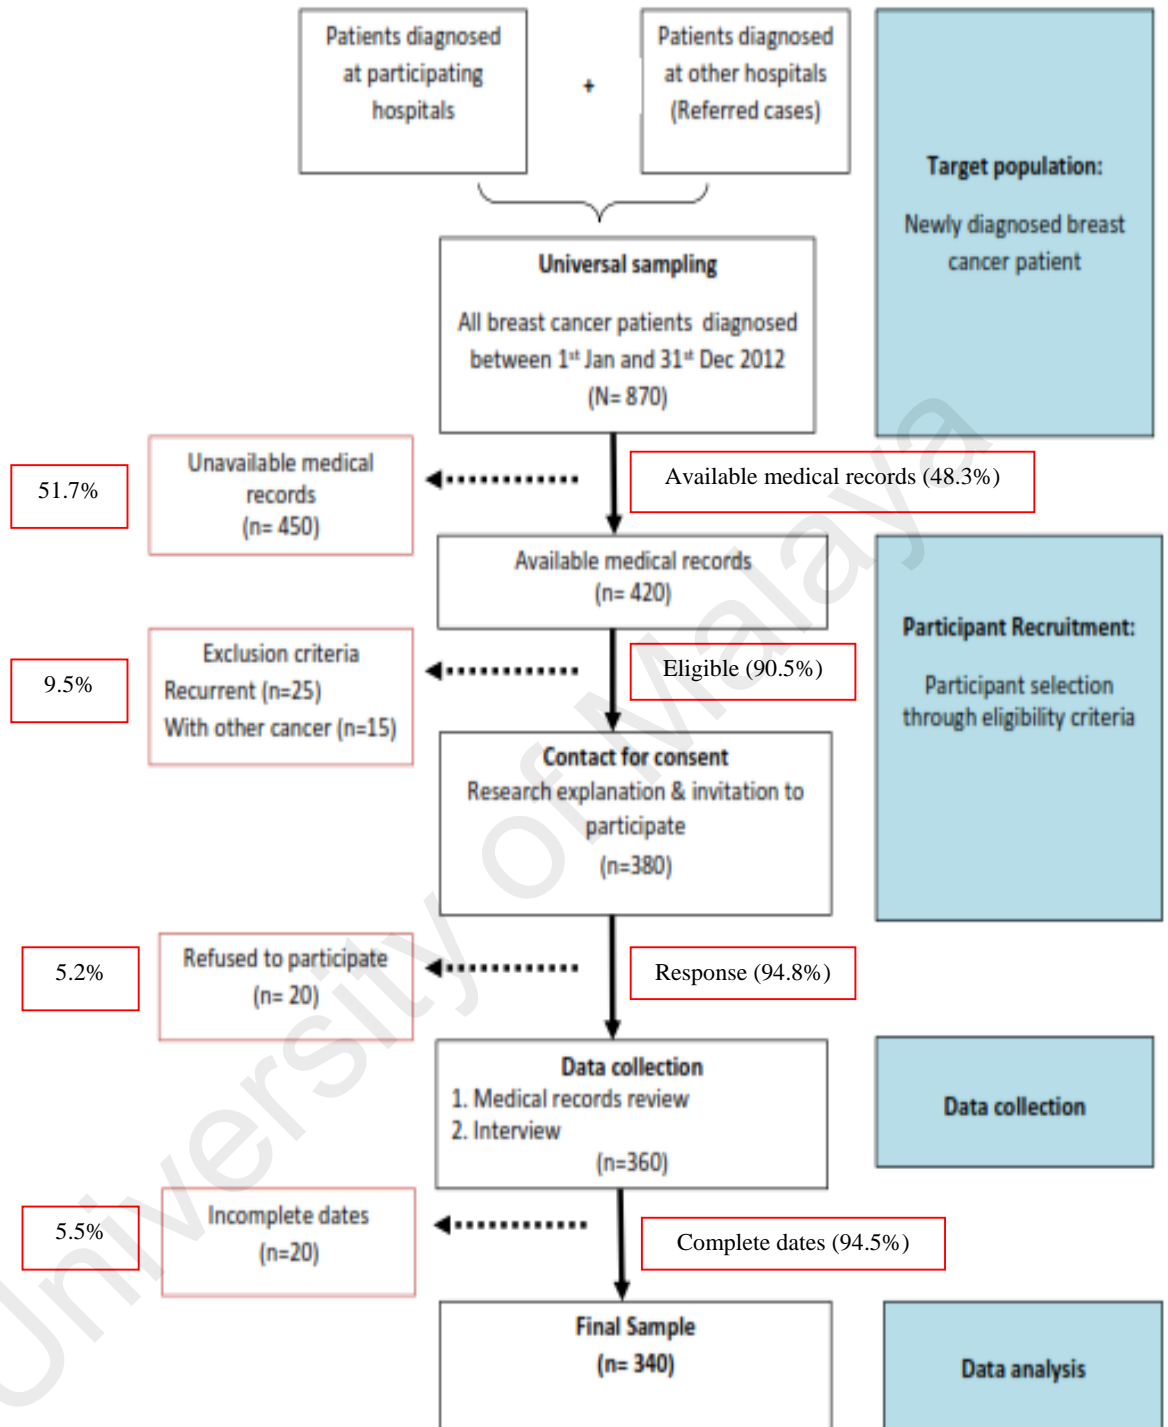 Patients diagnosed
at participating
hospitals
+
Patients diagnosed
at other hospitals
(Referred cases)
Target population:
Newly diagnosed breast
cancer patient
Universal sampling
All breast cancer patients diagnosed
between 1st Jan and 31st Dec 2012
(N= 870)
51.7%
Unavailable medical
records
(n= 450)
Available medical records (48.3%)
Available medical records
(n= 420)
Participant Recruitment:
Participant selection
through eligibility criteria
9.5%
Exclusion criteria
Recurrent (n=25)
With other cancer (n=15)
Eligible (90.5%)
Contact for consent
Research explanation & invitation to
participate
(n=380)
5.2%
Refused to participate
(n= 20)
Response (94.8%)
Data collection
1. Medical records review
2. Interview
(n=360)
Data collection
5.5%
Incomplete dates
(n=20)
Complete dates (94.5%)
Final Sample
(n= 340)
Data analysis
University of Malaya